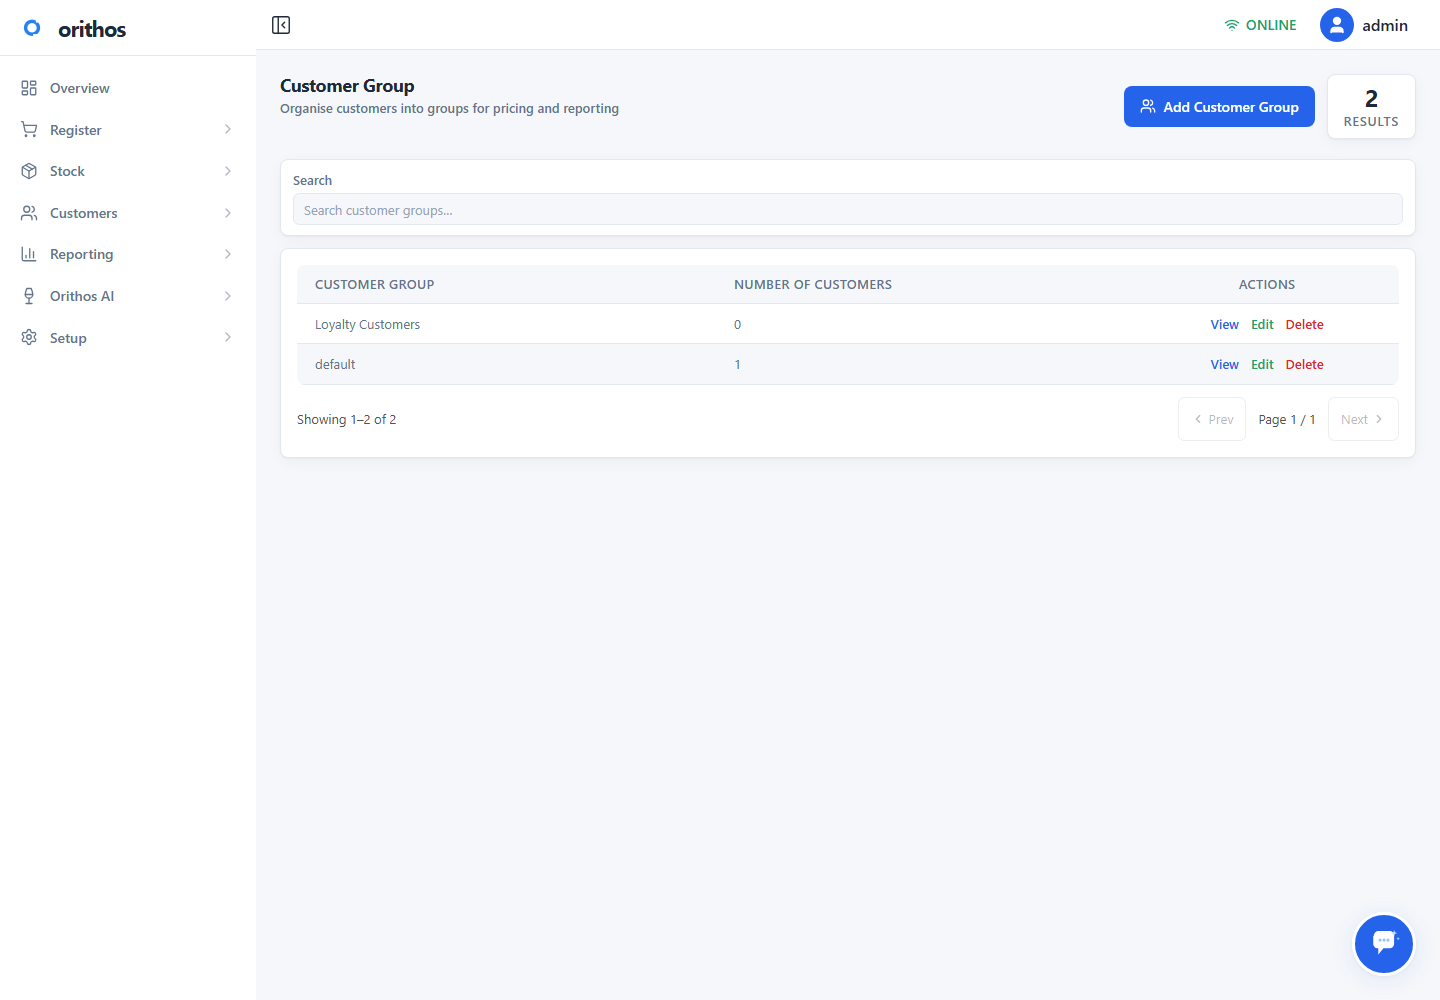 orithos
ONLINE
admin
Overview
Register
Stock
Customers
Reporting
Orithos AI
Setup
Customer Group
Organise customers into groups for pricing and reporting
Add Customer Group
2
RESULTS
Search
Search customer groups...
CUSTOMER GROUP NUMBER OF CUSTOMERS ACTIONS
Loyalty Customers 0 View Edit Delete
default 1 View Edit Delete
Showing 1–2 of 2
Prev Page 1 / 1 Next